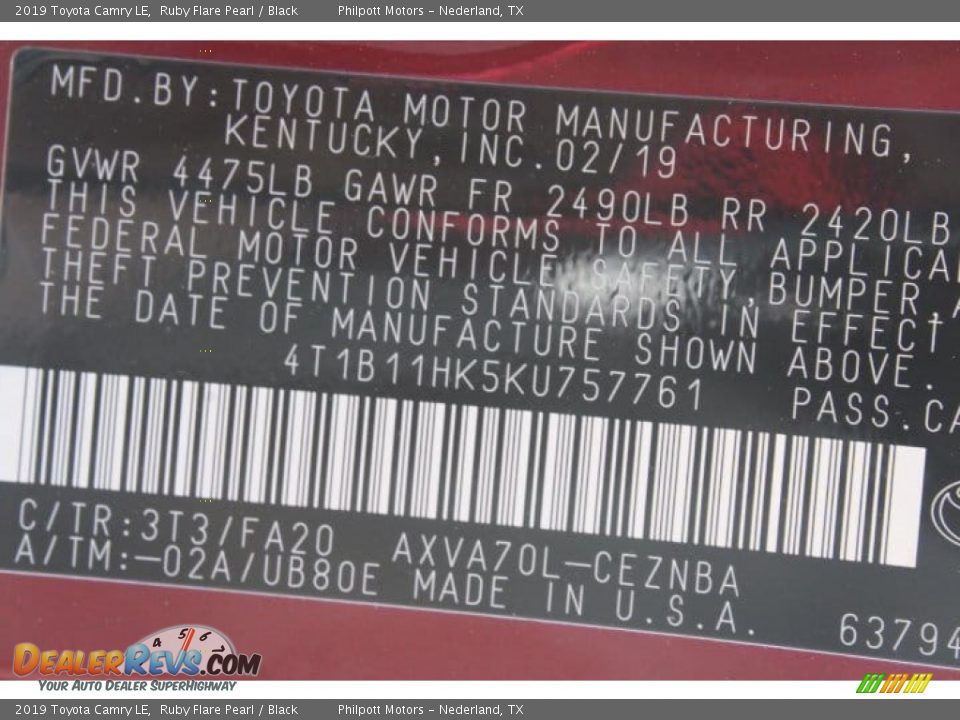 2019 Toyota Camry LE, Ruby Flare Pearl / Black Philpott Motors - Nederland, TX
MFD.BY:TOYOTA MOTOR MANUFACTURING,
KENTUCKY,INC.02/19
GVWR 4475LB GAWR FR 2490LB RR 2420LB
THIS VEHICLE CONFORMS TO ALL
FEDERAL MOTOR VEHICLE SAFETY,BUMPER,
THEFT PREVENTION STANDARDS IN EFFECT
THE DATE OF MANUFACTURE SHOWN ABOVE.
4T1B11HK5KU757761 PASS.
C/TR:3T3/FA20 AXVA70L-CEZNBA
A/TM:-02A/UB80E MADE IN U.S.A.
63794
4 5 6
DEALERREVS.COM
YOUR AUTO DEALER SUPERHIGHWAY
2019 Toyota Camry LE, Ruby Flare Pearl / Black Philpott Motors - Nederland, TX